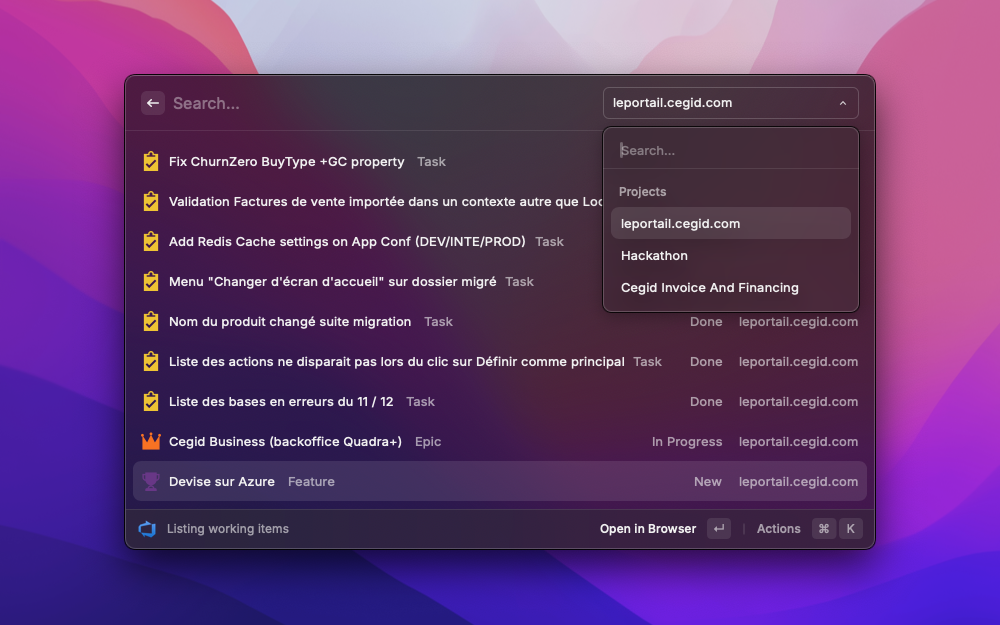 Search...
leportail.cegid.com
Search...
Projects
leportail.cegid.com
Hackathon
Cegid Invoice And Financing
Fix ChurnZero BuyType +GC property Task
Validation Factures de vente importée dans un contexte autre que
Add Redis Cache settings on App Conf (DEV/INTE/PROD) Task
Menu "Changer d'écran d'accueil" sur dossier migré Task
Nom du produit changé suite migration Task Done leportail.cegid.com
Liste des actions ne disparait pas lors du clic sur Définir comme principal Task Done leportail.cegid.com
Liste des bases en erreurs du 11 / 12 Task Done leportail.cegid.com
Cegid Business (backoffice Quadra+) Epic In Progress leportail.cegid.com
Devise sur Azure Feature New leportail.cegid.com
Listing working items Open in Browser ↵ Actions ⌘ K